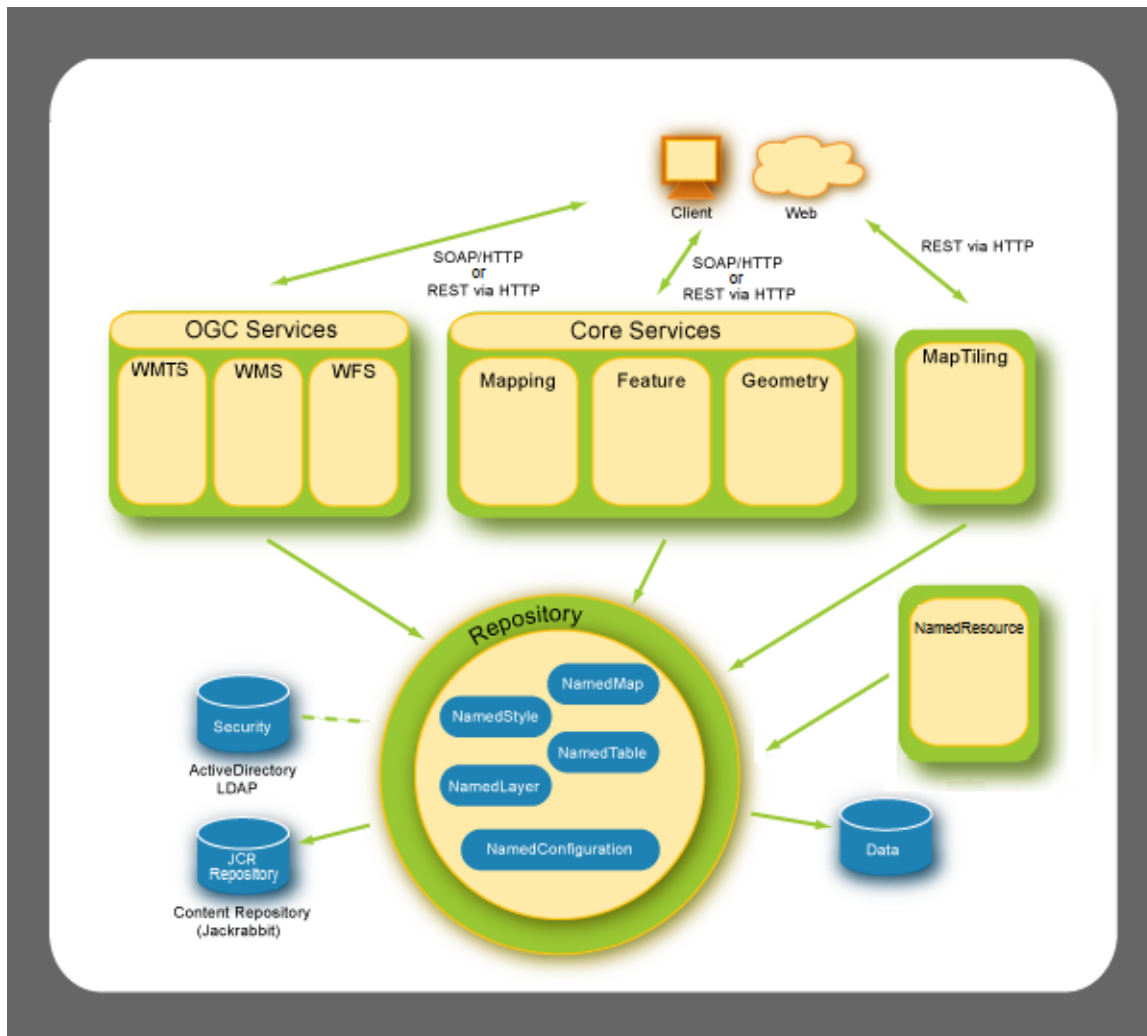 Client
Web
SOAP/HTTP
or
REST via HTTP
SOAP/HTTP
or
REST via HTTP
REST via HTTP
OGC Services
WMTS
WMS
WFS
Core Services
Mapping
Feature
Geometry
MapTiling
NamedResource
Repository
NamedMap
NamedStyle
NamedTable
NamedLayer
NamedConfiguration
Security
ActiveDirectory
LDAP
JCR
Repository
Content Repository
(Jackrabbit)
Data